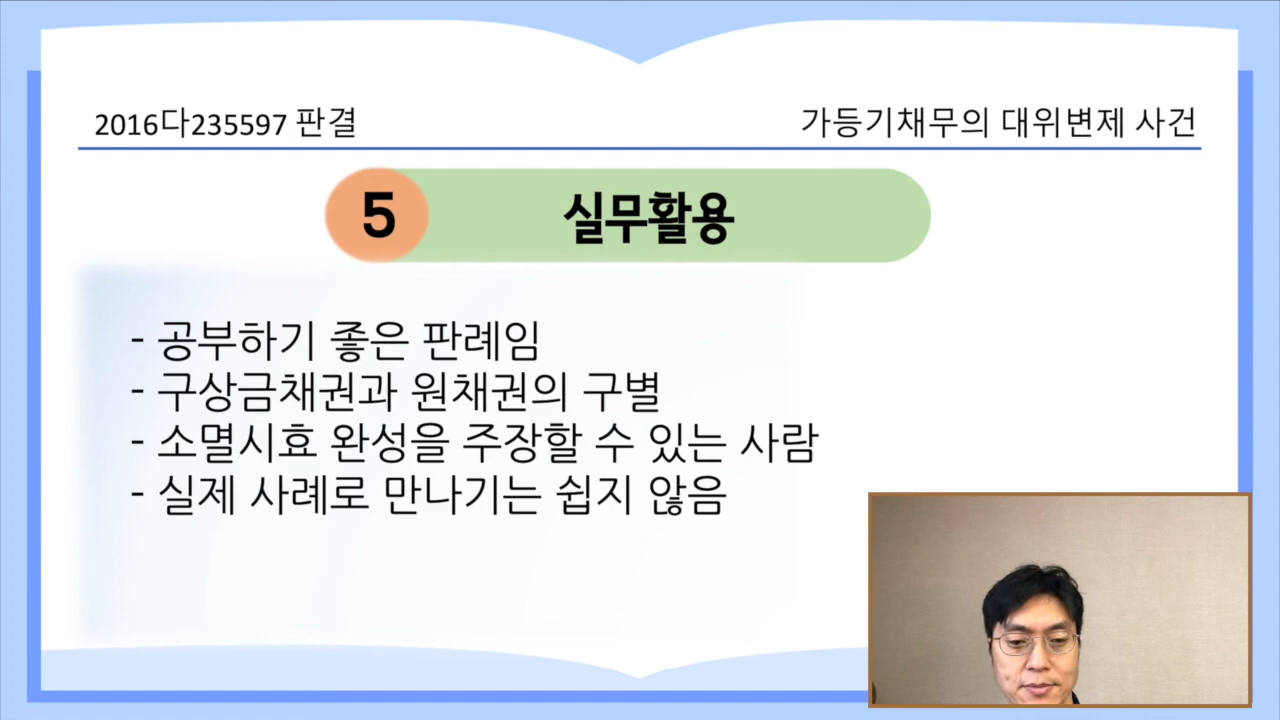 2016다235597 판결
가등기채무의 대위변제 사건
5 실무활용
- 공부하기 좋은 판례임
- 구상금채권과 원채권의 구별
- 소멸시효 완성을 주장할 수 있는 사람
- 실제 사례로 만나기는 쉽지 않음